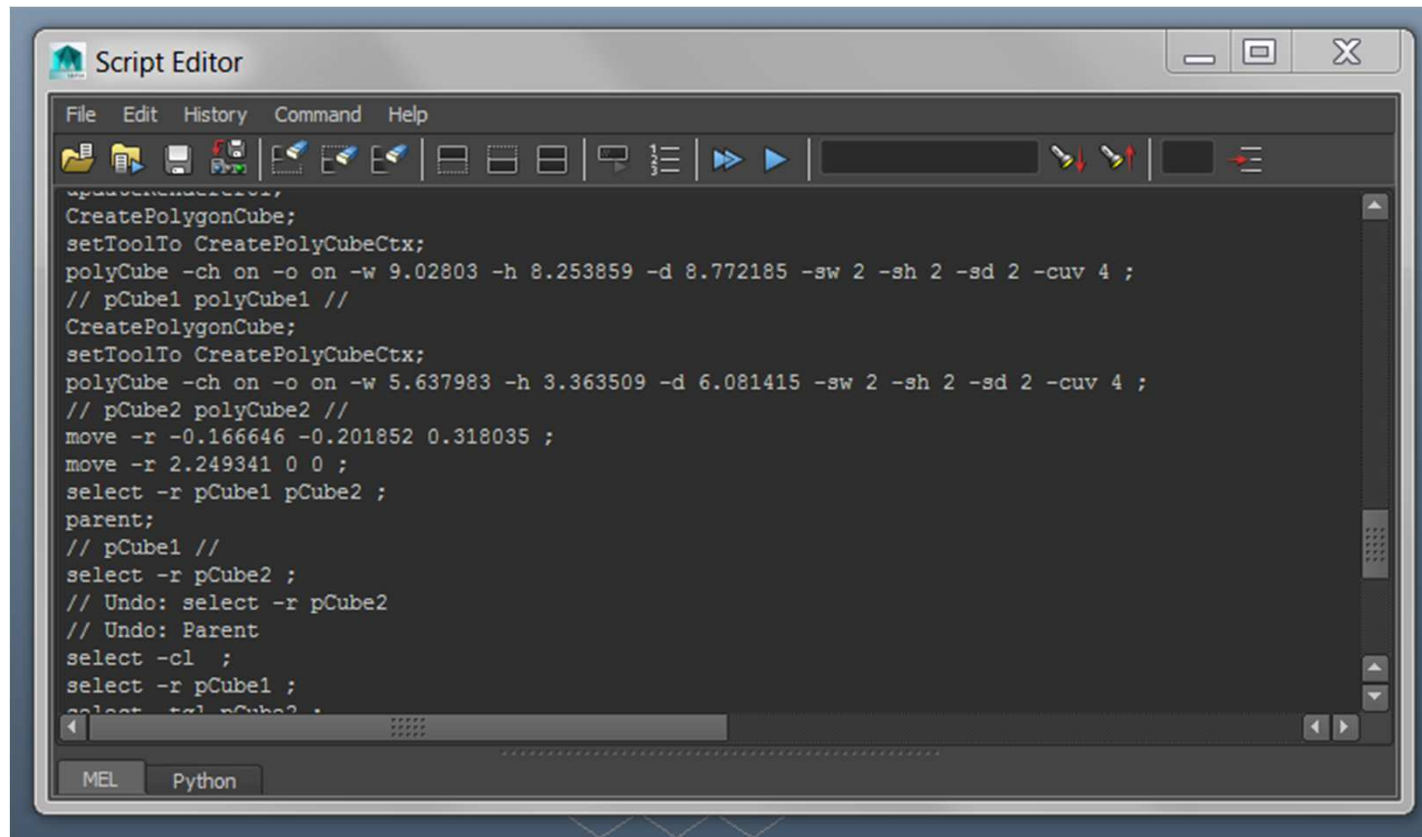 Script Editor
File Edit History Command Help
CreatePolygonCube;
setToolTo CreatePolyCubeCtx;
polyCube -ch on -o on -w 9.02803 -h 8.253859 -d 8.772185 -sw 2 -sh 2 -sd 2 -cuv 4 ;
// pCube1 polyCube1 //
CreatePolygonCube;
setToolTo CreatePolyCubeCtx;
polyCube -ch on -o on -w 5.637983 -h 3.363509 -d 6.081415 -sw 2 -sh 2 -sd 2 -cuv 4 ;
// pCube2 polyCube2 //
move -r -0.166646 -0.201852 0.318035 ;
move -r 2.249341 0 0 ;
select -r pCube1 pCube2 ;
parent;
// pCube1 //
select -r pCube2 ;
// Undo: select -r pCube2
// Undo: Parent
select -cl  ;
select -r pCube1 ;
MEL Python